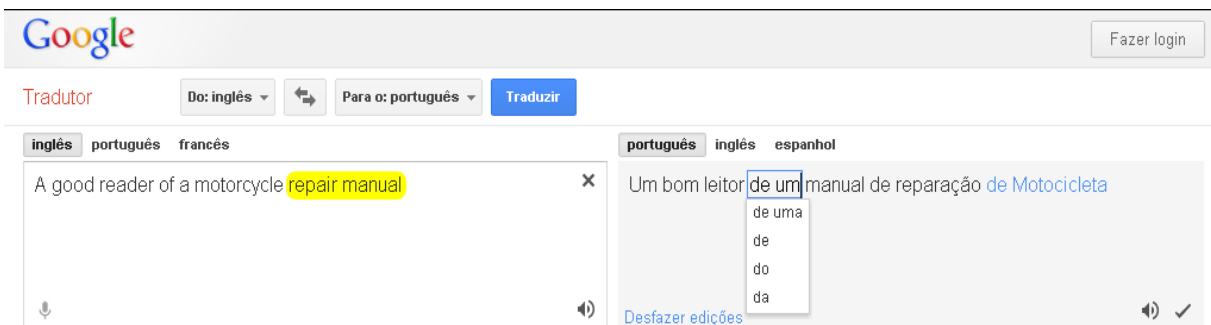 Google
Fazer login
Tradutor
Do: inglês
Para o: português
Traduzir
inglês português francês
português inglês espanhol
A good reader of a motorcycle repair manual
Um bom leitor de um manual de reparação de Motocicleta
de uma
de
do
da
Desfazer edições